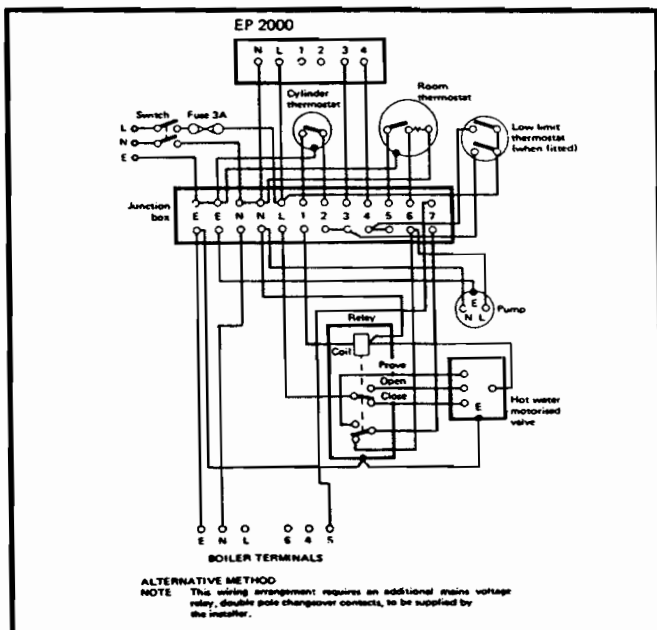 EP 2000
N L 1 2 3 4
Cylinder thermostat
Room thermostat
Switch Fuse 3A
L
N
E
Low limit thermostat (when fitted)
Junction box
E E N N L 1 2 3 4 5 6 7
E
N L
Pump
Relay
Coil
Prove
Open
Close
E
Hot water motorised valve
E N L 6 4 5
BOILER TERMINALS
ALTERNATIVE METHOD
NOTE This wiring arrangement requires an additional mains voltage
relay, double pole changeover contacts, to be supplied by
the installer.